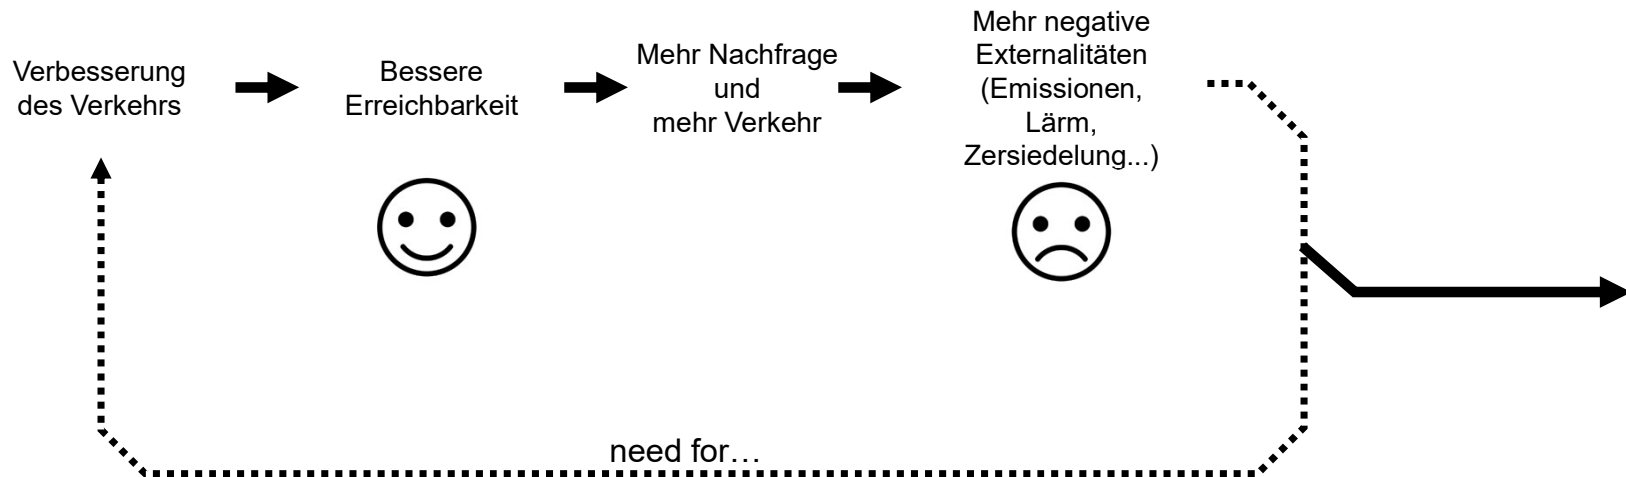 Verbesserung
des Verkehrs
Bessere
Erreichbarkeit
Mehr Nachfrage
und
mehr Verkehr
Mehr negative
Externalitäten
(Emissionen,
Lärm,
Zersiedelung...)
need for…